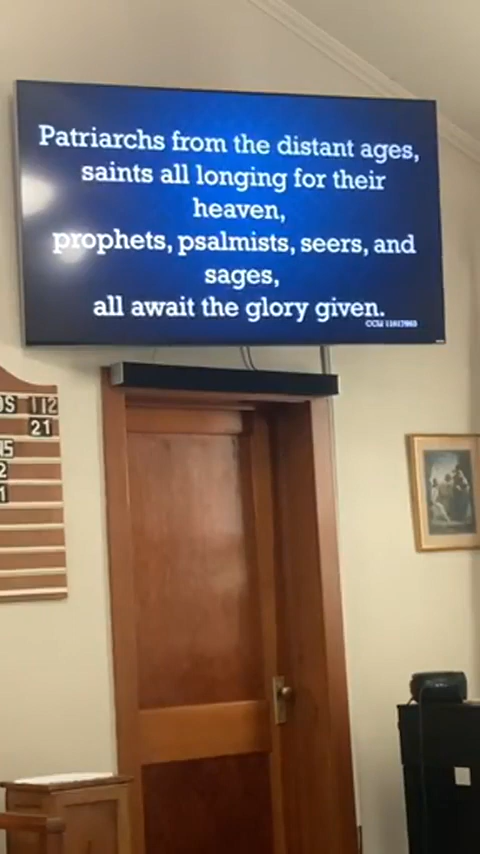 Patriarchs from the distant ages,
saints all longing for their
heaven,
prophets, psalmists, seers, and
sages,
all await the glory given.
112
21